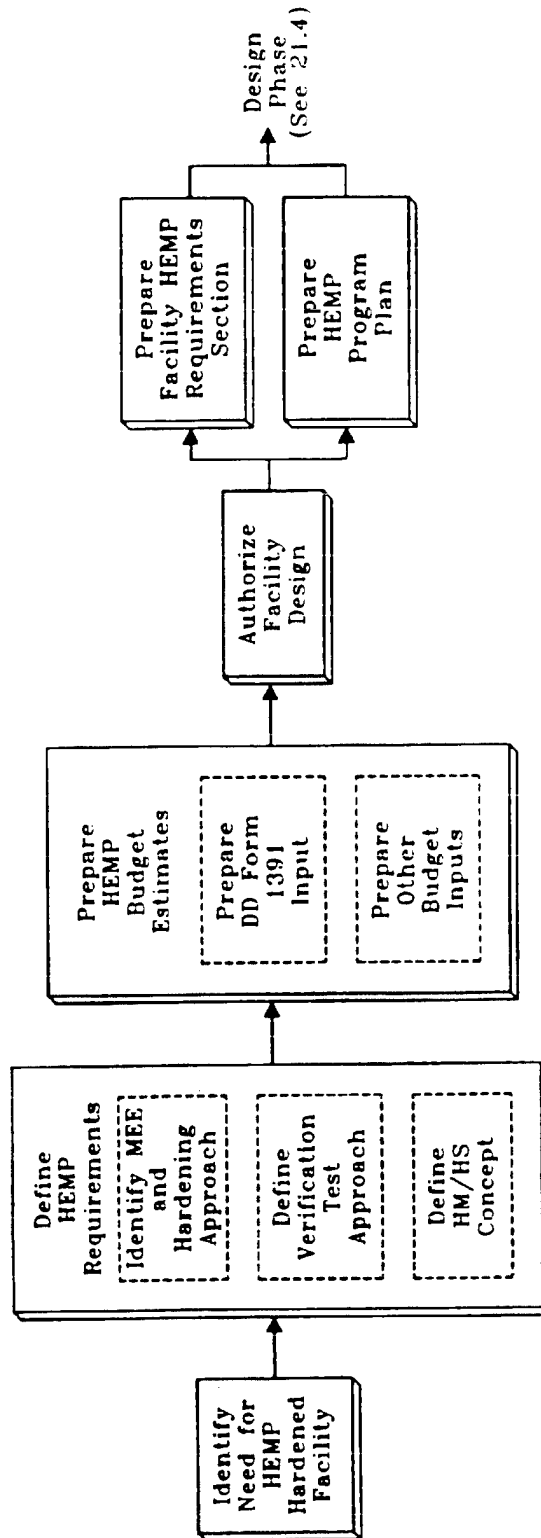 Identify
Need for
HEMP
Hardened
Facility
Define
HEMP
Requirements
Identify MEE
and
Hardening
Approach
Define
Verification
Test
Approach
Define
HM/HS
Concept
Prepare
HEMP
Budget
Estimates
Prepare
DD Form
1391
Input
Prepare
Other
Budget
Inputs
Authorize
Facility
Design
Prepare
Facility HEMP
Requirements
Section
Prepare
HEMP
Program
Plan
Design
Phase
(See 21.4)